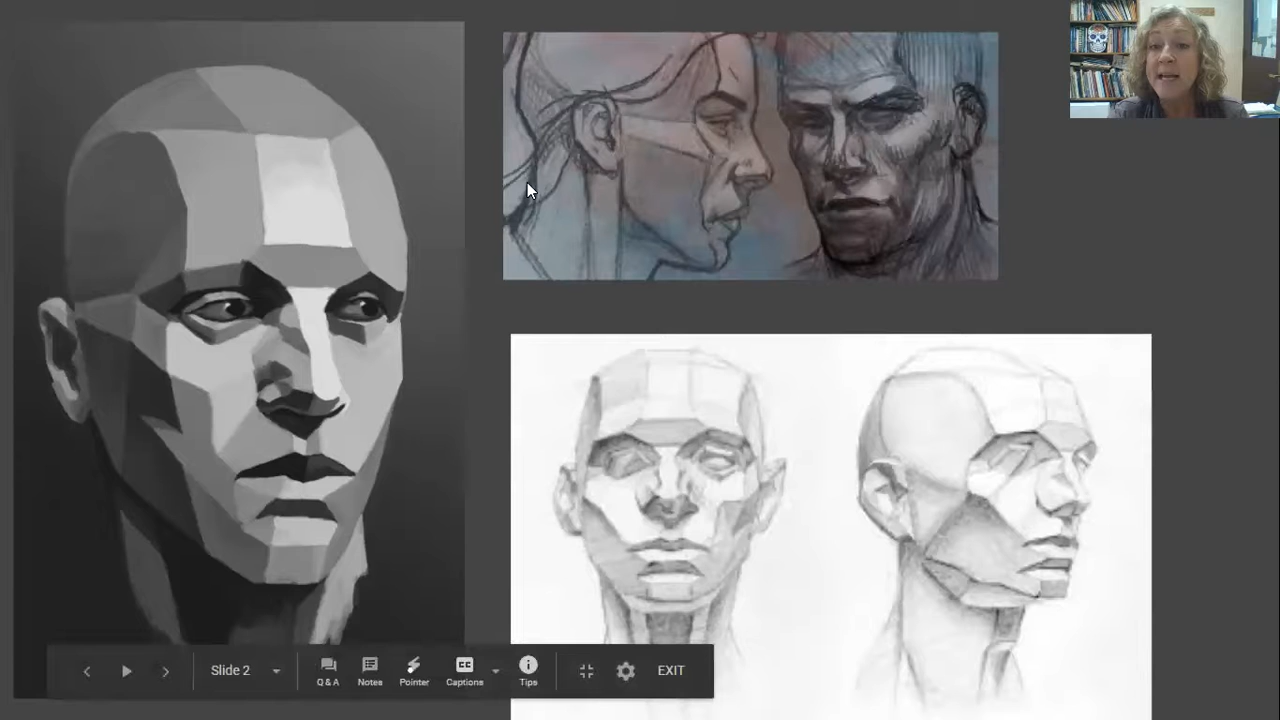 Slide 2
Q & A
Notes
Pointer
Captions
Tips
EXIT